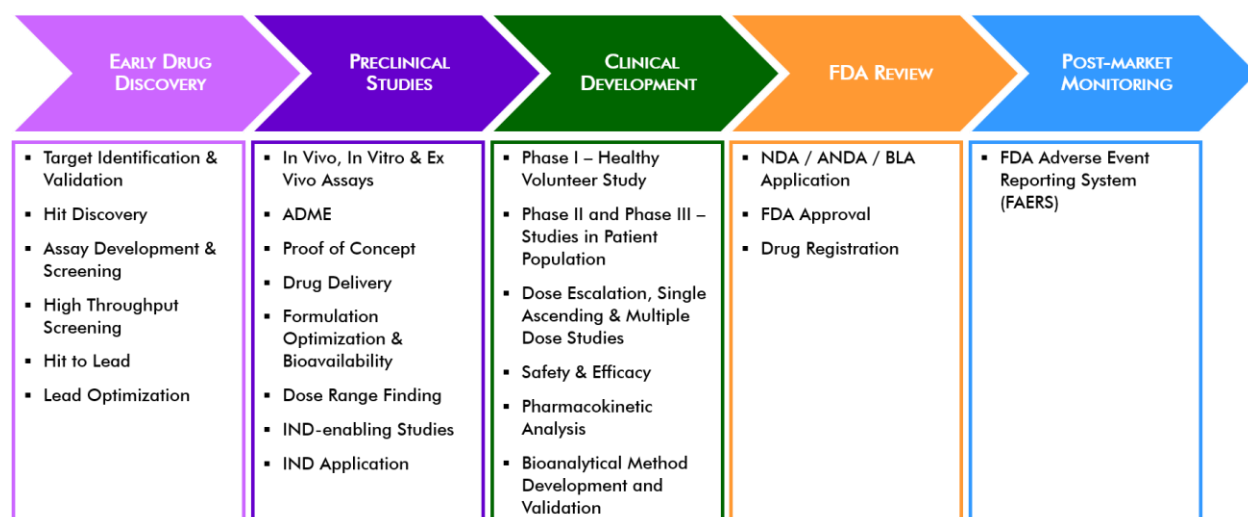 EARLY DRUG
DISCOVERY
▪ Target Identification &
Validation
▪ Hit Discovery
▪ Assay Development &
Screening
▪ High Throughput
Screening
▪ Hit to Lead
▪ Lead Optimization
PRECLINICAL
STUDIES
▪ In Vivo, In Vitro & Ex
Vivo Assays
▪ ADME
▪ Proof of Concept
▪ Drug Delivery
▪ Formulation
Optimization &
Bioavailability
▪ Dose Range Finding
▪ IND-enabling Studies
▪ IND Application
CLINICAL
DEVELOPMENT
▪ Phase I – Healthy
Volunteer Study
▪ Phase II and Phase III –
Studies in Patient
Population
▪ Dose Escalation, Single
Ascending & Multiple
Dose Studies
▪ Safety & Efficacy
▪ Pharmacokinetic
Analysis
▪ Bioanalytical Method
Development and
Validation
FDA REVIEW
▪ NDA / ANDA / BLA
Application
▪ FDA Approval
▪ Drug Registration
POST-MARKET
MONITORING
▪ FDA Adverse Event
Reporting System
(FAERS)